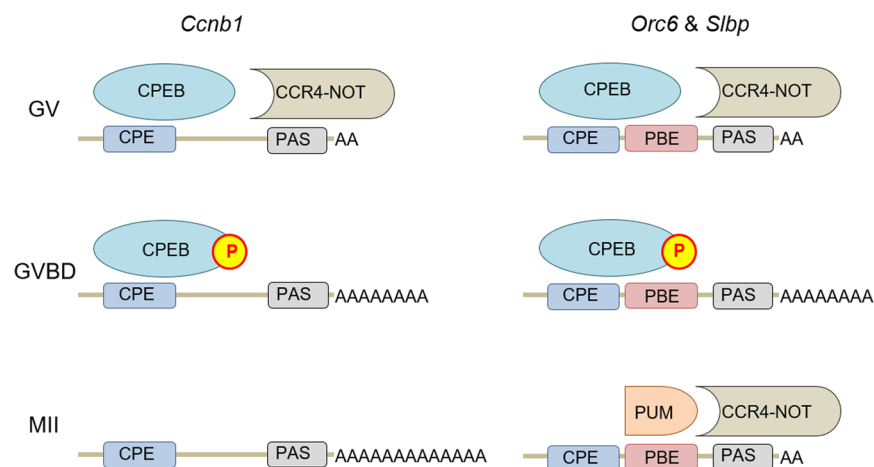 Ccnb1 Orc6 & Slbp
GV
CPEB CCR4-NOT CPEB CCR4-NOT
CPE PAS AA CPE PBE PAS AA
GVBD
CPEB P CPEB P
CPE PAS AAAAAAAA CPE PBE PAS AAAAAAAA
MII
PUM CCR4-NOT
CPE PAS AAAAAAAAAAAAA CPE PBE PAS AA